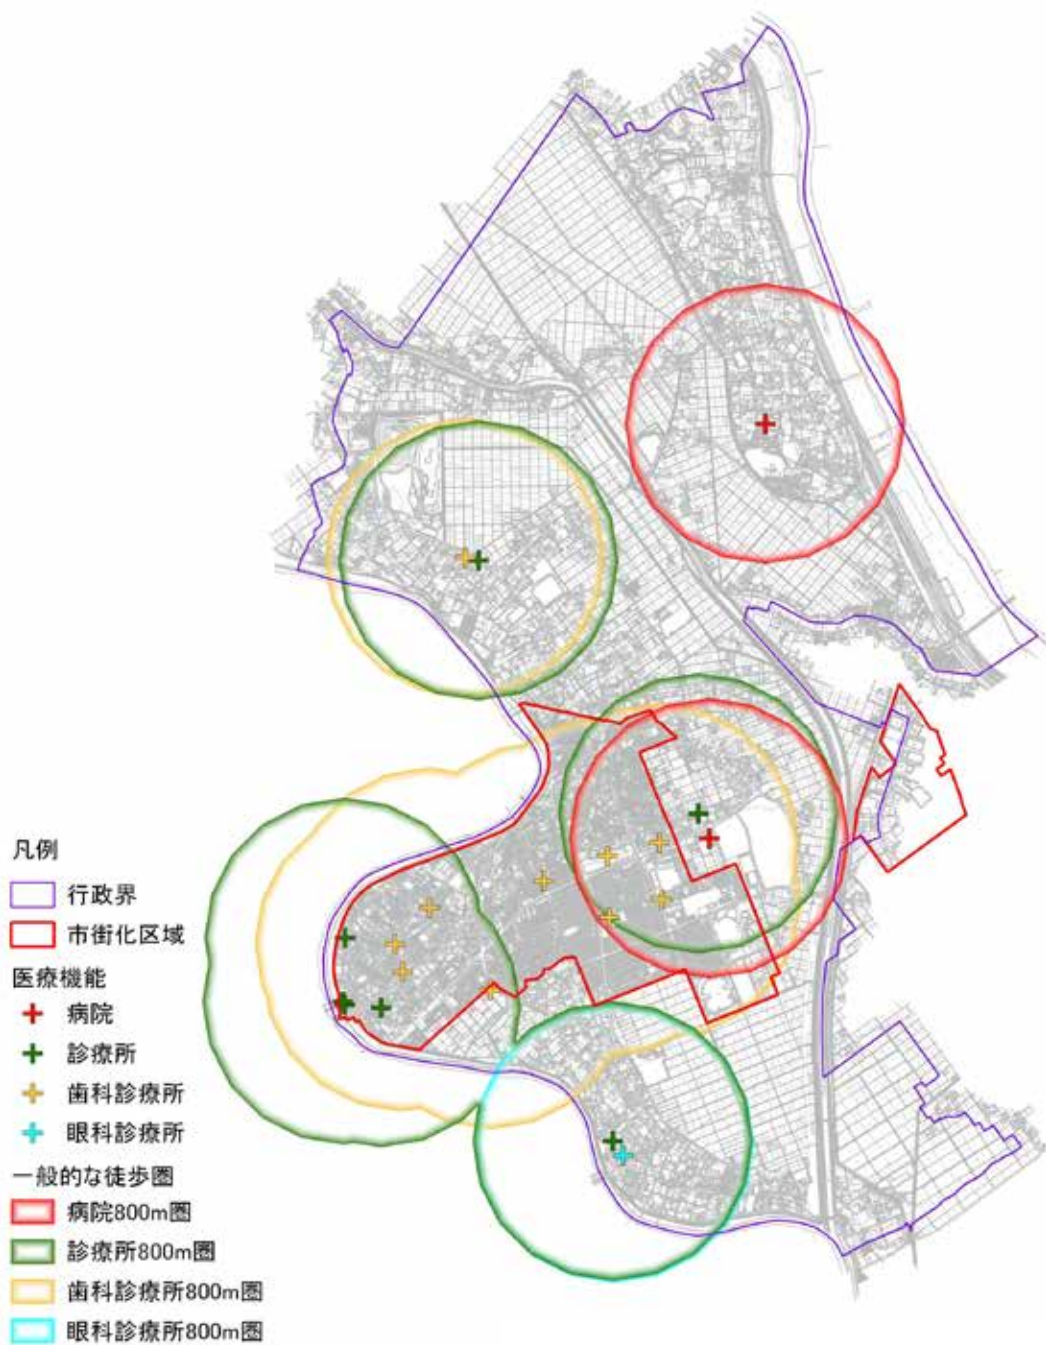 凡例
行政界
市街化区域
医療機能
病院
診療所
歯科診療所
眼科診療所
一般的な徒歩圏
病院800m圏
診療所800m圏
歯科診療所800m圏
眼科診療所800m圏